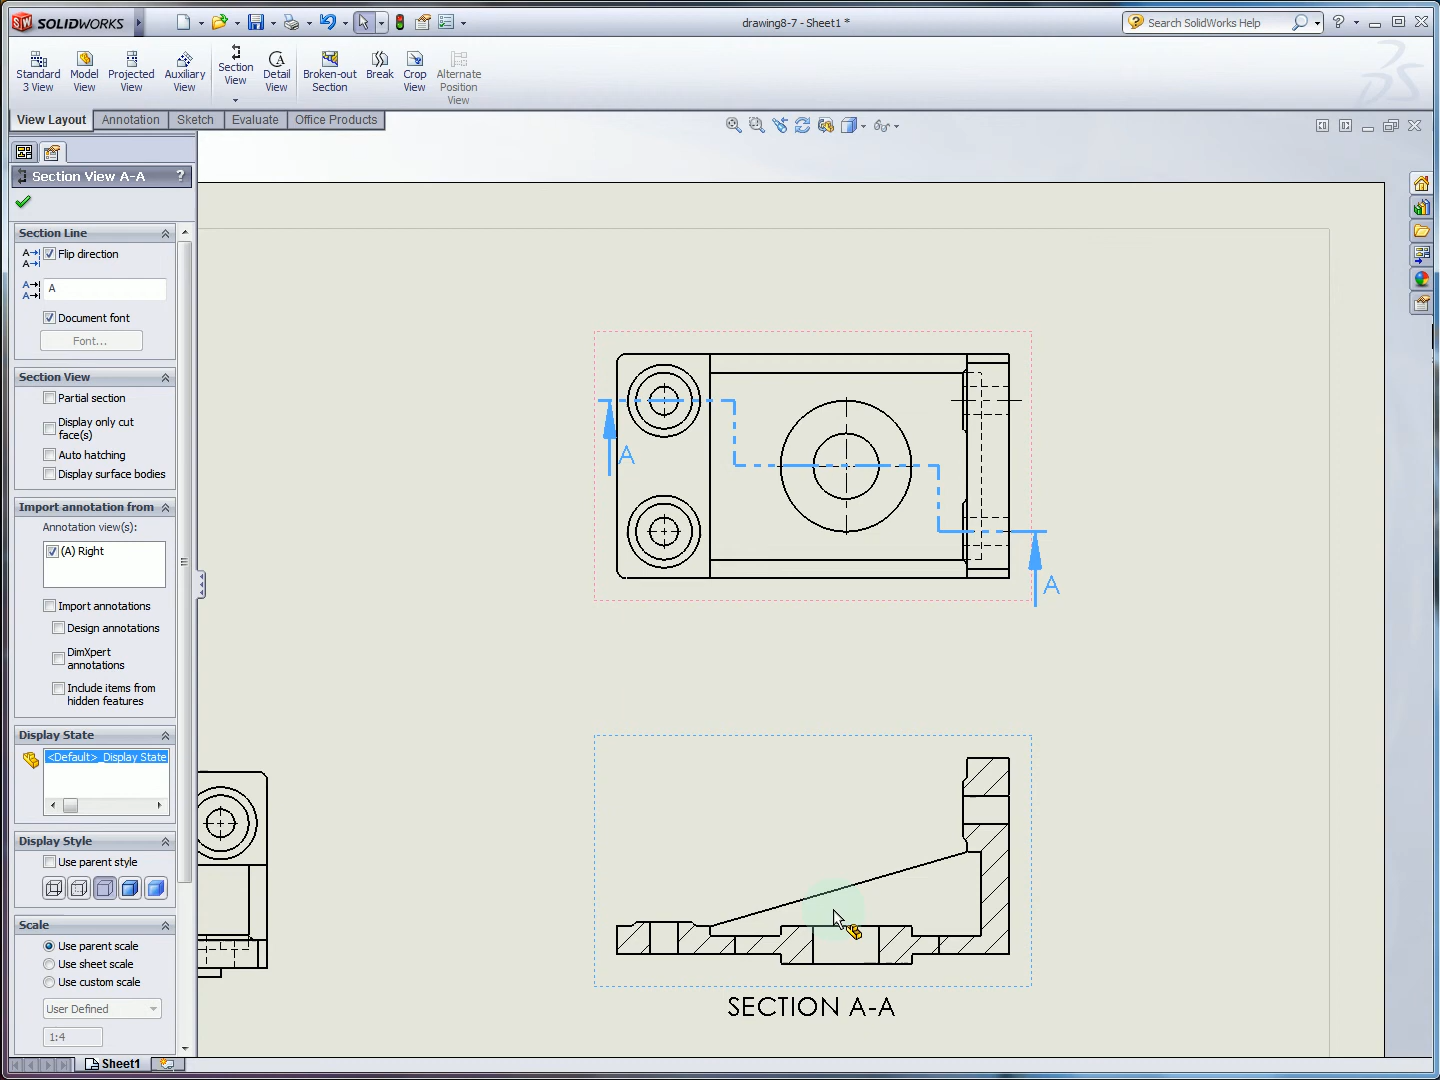 SOLIDWORKS
drawing8-7 - Sheet1 *
Search SolidWorks Help
Standard 3 View
Model View
Projected View
Auxiliary View
Section View
Detail View
Broken-out Section
Break
Crop View
Alternate Position View
View Layout
Annotation
Sketch
Evaluate
Office Products
Section View A-A
?
Section Line
Flip direction
A
Document font
Font...
Section View
Partial section
Display only cut
face(s)
Auto hatching
Display surface bodies
Import annotation from
Annotation view(s):
(A) Right
Import annotations
Design annotations
DimXpert
annotations
Include items from
hidden features
Display State
<Default>_Display State
Display Style
Use parent style
Scale
Use parent scale
Use sheet scale
Use custom scale
User Defined
1:4
Sheet1
A
A
SECTION A-A